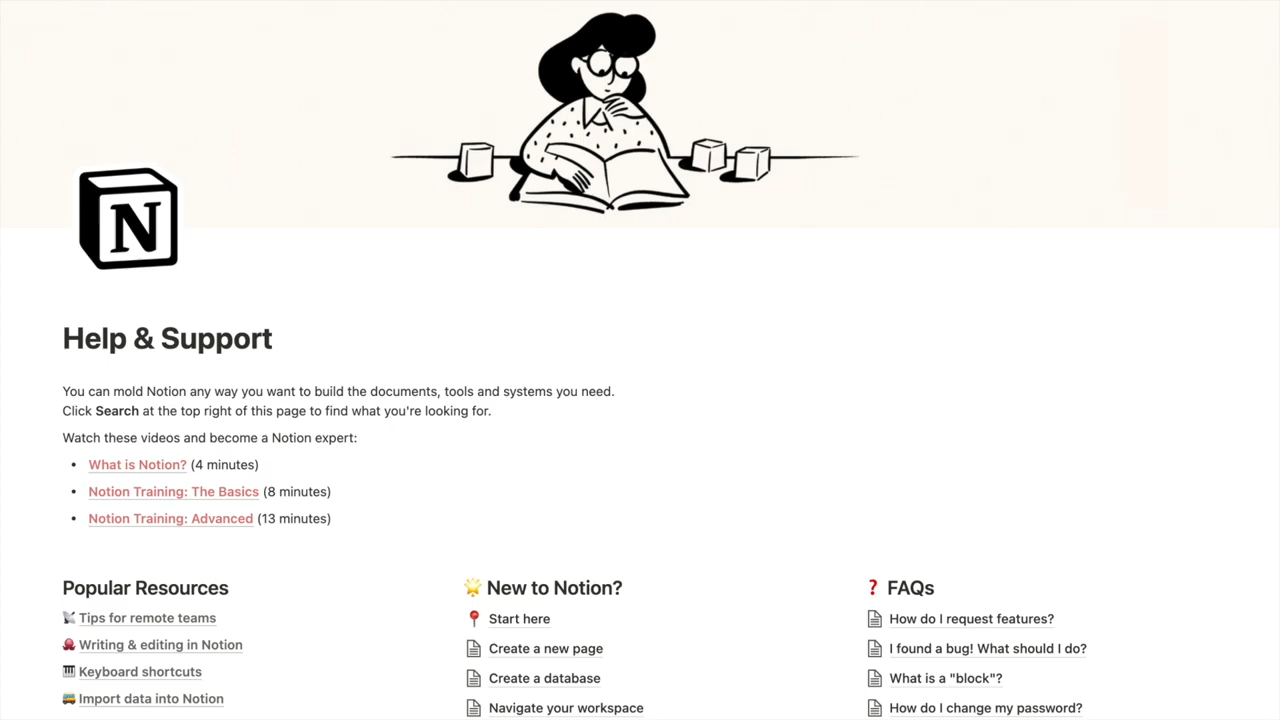 N
Help & Support
You can mold Notion any way you want to build the documents, tools and systems you need.
Click Search at the top right of this page to find what you're looking for.
Watch these videos and become a Notion expert:
• What is Notion? (4 minutes)
• Notion Training: The Basics (8 minutes)
• Notion Training: Advanced (13 minutes)
Popular Resources
Tips for remote teams
Writing & editing in Notion
Keyboard shortcuts
Import data into Notion
New to Notion?
Start here
Create a new page
Create a database
Navigate your workspace
FAQs
How do I request features?
I found a bug! What should I do?
What is a "block"?
How do I change my password?